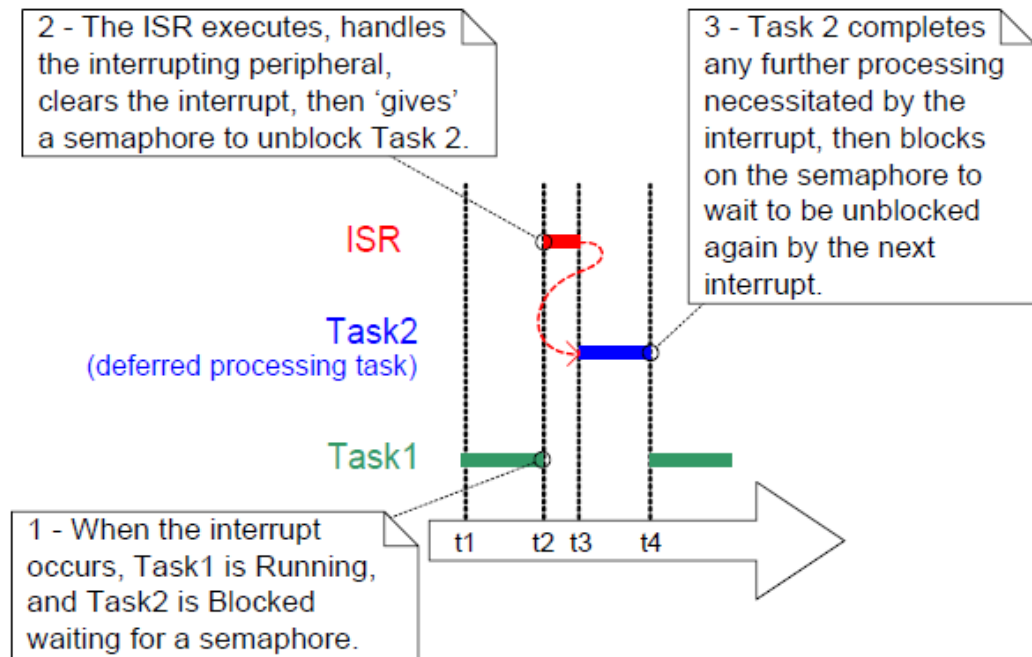 2 - The ISR executes, handles
the interrupting peripheral,
clears the interrupt, then ‘gives’
a semaphore to unblock Task 2.
3 - Task 2 completes
any further processing
necessitated by the
interrupt, then blocks
on the semaphore to
wait to be unblocked
again by the next
interrupt.
ISR
Task2
(deferred processing task)
Task1
t1 t2 t3 t4
1 - When the interrupt
occurs, Task1 is Running,
and Task2 is Blocked
waiting for a semaphore.